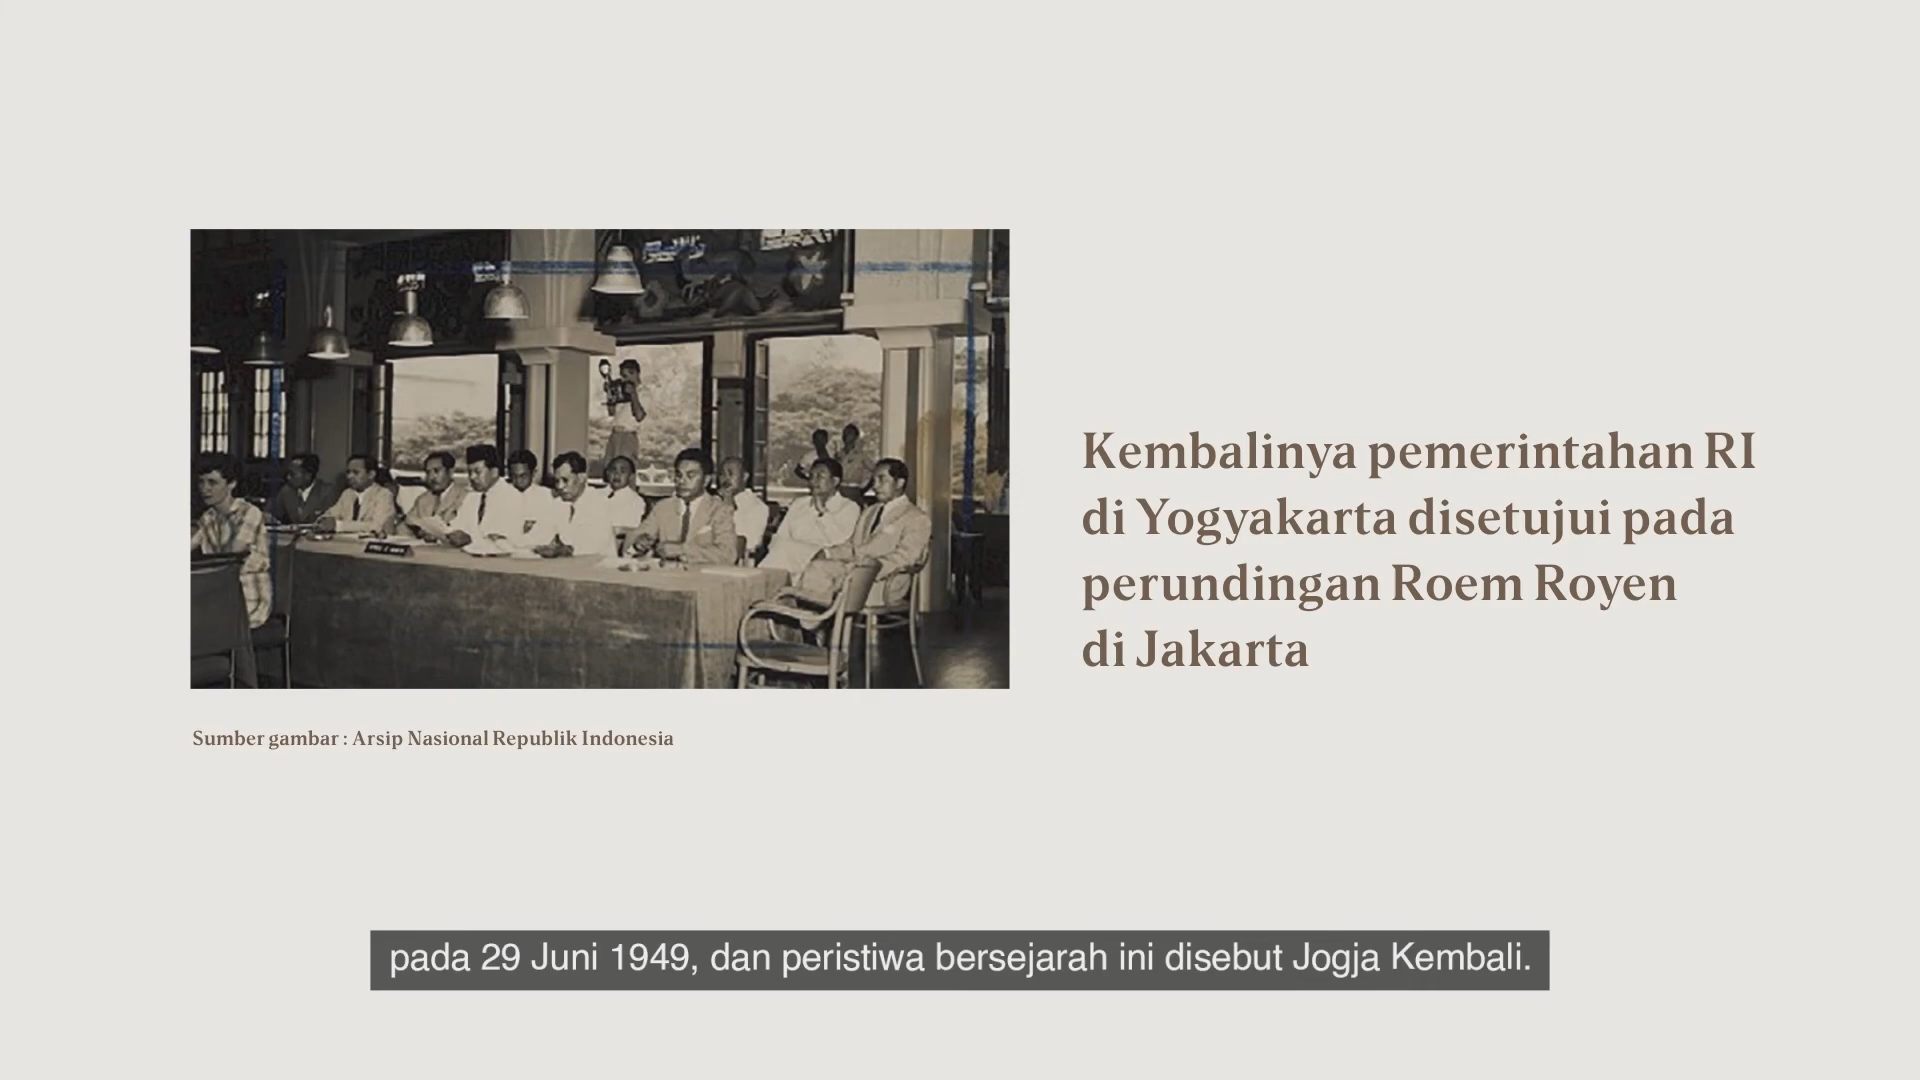 Kembalinya pemerintahan RI
di Yogyakarta disetujui pada
perundingan Roem Royen
di Jakarta
Sumber gambar : Arsip Nasional Republik Indonesia
pada 29 Juni 1949, dan peristiwa bersejarah ini disebut Jogja Kembali.